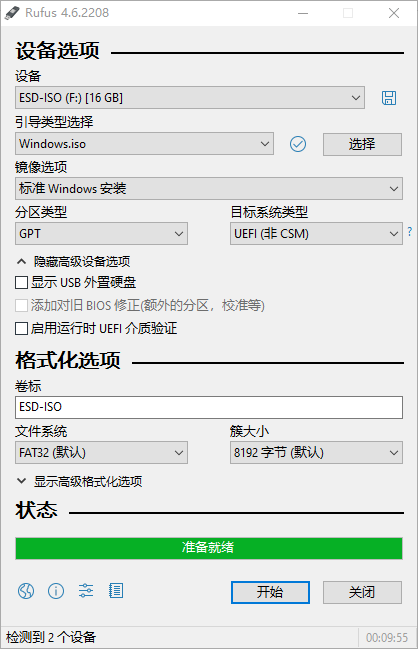 Rufus 4.6.2208
设备选项
设备
ESD-ISO (F:) [16 GB]
引导类型选择
Windows.iso
选择
镜像选项
标准 Windows 安装
分区类型
目标系统类型
GPT
UEFI (非 CSM)
?
隐藏高级设备选项
显示 USB 外置硬盘
添加对旧 BIOS 修正(额外的分区，校准等)
启用运行时 UEFI 介质验证
格式化选项
卷标
ESD-ISO
文件系统
簇大小
FAT32 (默认)
8192 字节 (默认)
显示高级格式化选项
状态
准备就绪
开始
关闭
检测到 2 个设备
00:09:55